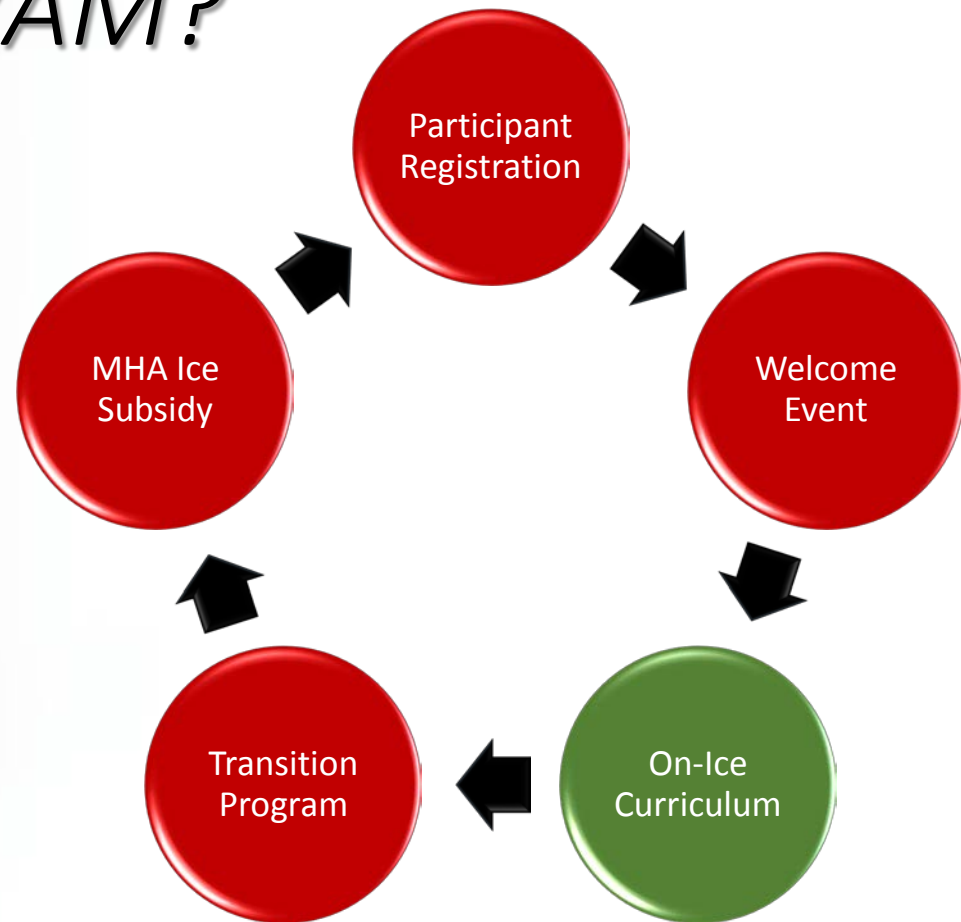 AM?
Participant
Registration
Welcome
Event
On-Ice
Curriculum
Transition
Program
MHA Ice
Subsidy